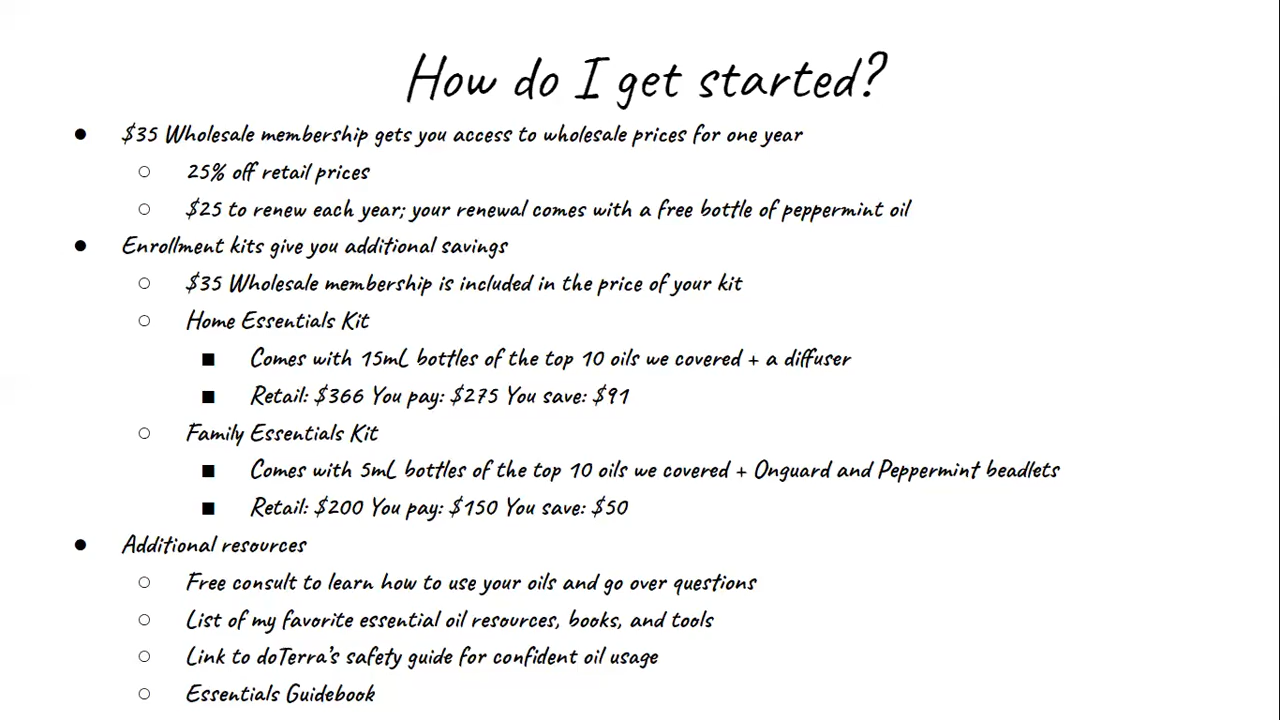 How do I get started?
● $35 Wholesale membership gets you access to wholesale prices for one year
○ 25% off retail prices
○ $25 to renew each year; your renewal comes with a free bottle of peppermint oil
● Enrollment kits give you additional savings
○ $35 Wholesale membership is included in the price of your kit
○ Home Essentials Kit
■ Comes with 15mL bottles of the top 10 oils we covered + a diffuser
■ Retail: $366 You pay: $275 You save: $91
○ Family Essentials Kit
■ Comes with 5mL bottles of the top 10 oils we covered + Onguard and Peppermint beadlets
■ Retail: $200 You pay: $150 You save: $50
● Additional resources
○ Free consult to learn how to use your oils and go over questions
○ List of my favorite essential oil resources, books, and tools
○ Link to doTerra's safety guide for confident oil usage
○ Essentials Guidebook